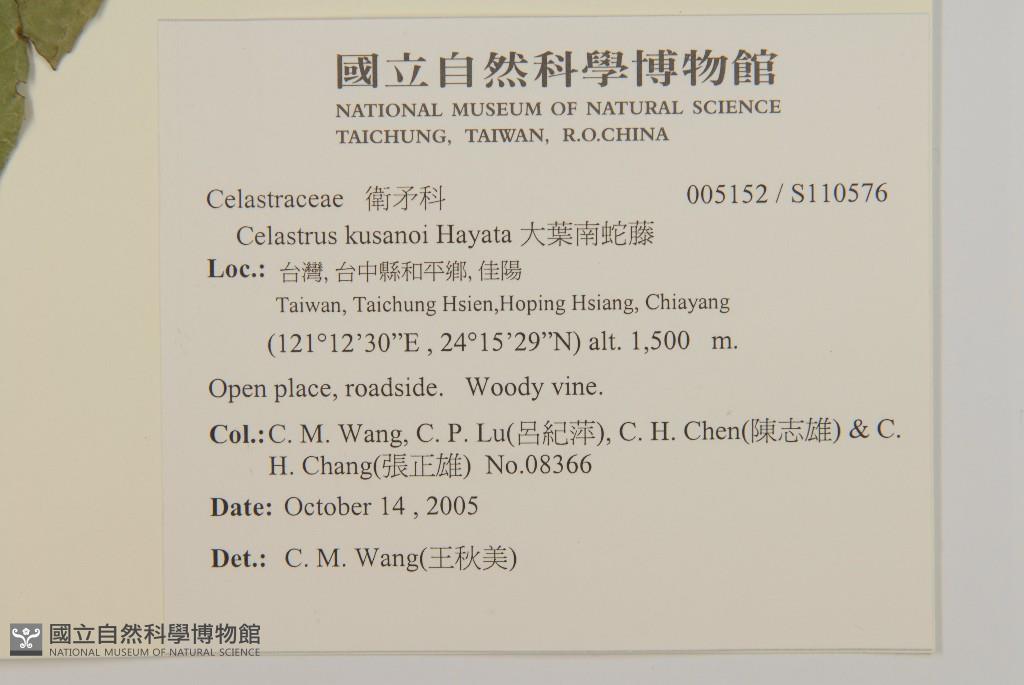 國立自然科學博物館
NATIONAL MUSEUM OF NATURAL SCIENCE
TAICHUNG, TAIWAN, R.O.CHINA
Celastraceae 衛矛科 005152 / S110576
Celastrus kusanoi Hayata 大葉南蛇藤
Loc.: 台灣, 台中縣和平鄉, 佳陽
Taiwan, Taichung Hsien,Hoping Hsiang, Chiayang
(121°12’30”E , 24°15’29”N) alt. 1,500 m.
Open place, roadside. Woody vine.
Col.: C. M. Wang, C. P. Lu(呂紀萍), C. H. Chen(陳志雄) & C.
H. Chang(張正雄) No.08366
Date: October 14 , 2005
Det.: C. M. Wang(王秋美)
國立自然科學博物館
NATIONAL MUSEUM OF NATURAL SCIENCE